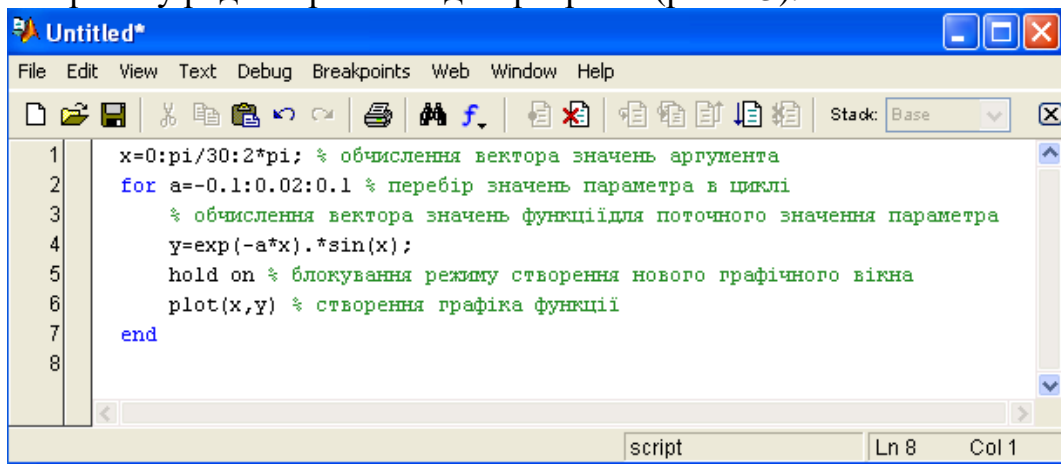 Untitled*
File Edit View Text Debug Breakpoints Web Window Help
Stack: Base
1 x=0:pi/30:2*pi; % обчислення вектора значень аргумента
2 for a=-0.1:0.02:0.1 % перебір значень параметра в циклі
3 % обчислення вектора значень функціїдля поточного значення параметра
4 y=exp(-a*x).*sin(x);
5 hold on % блокування режиму створення нового графічного вікна
6 plot(x,y) % створення графіка функції
7 end
8
script Ln 8 Col 1